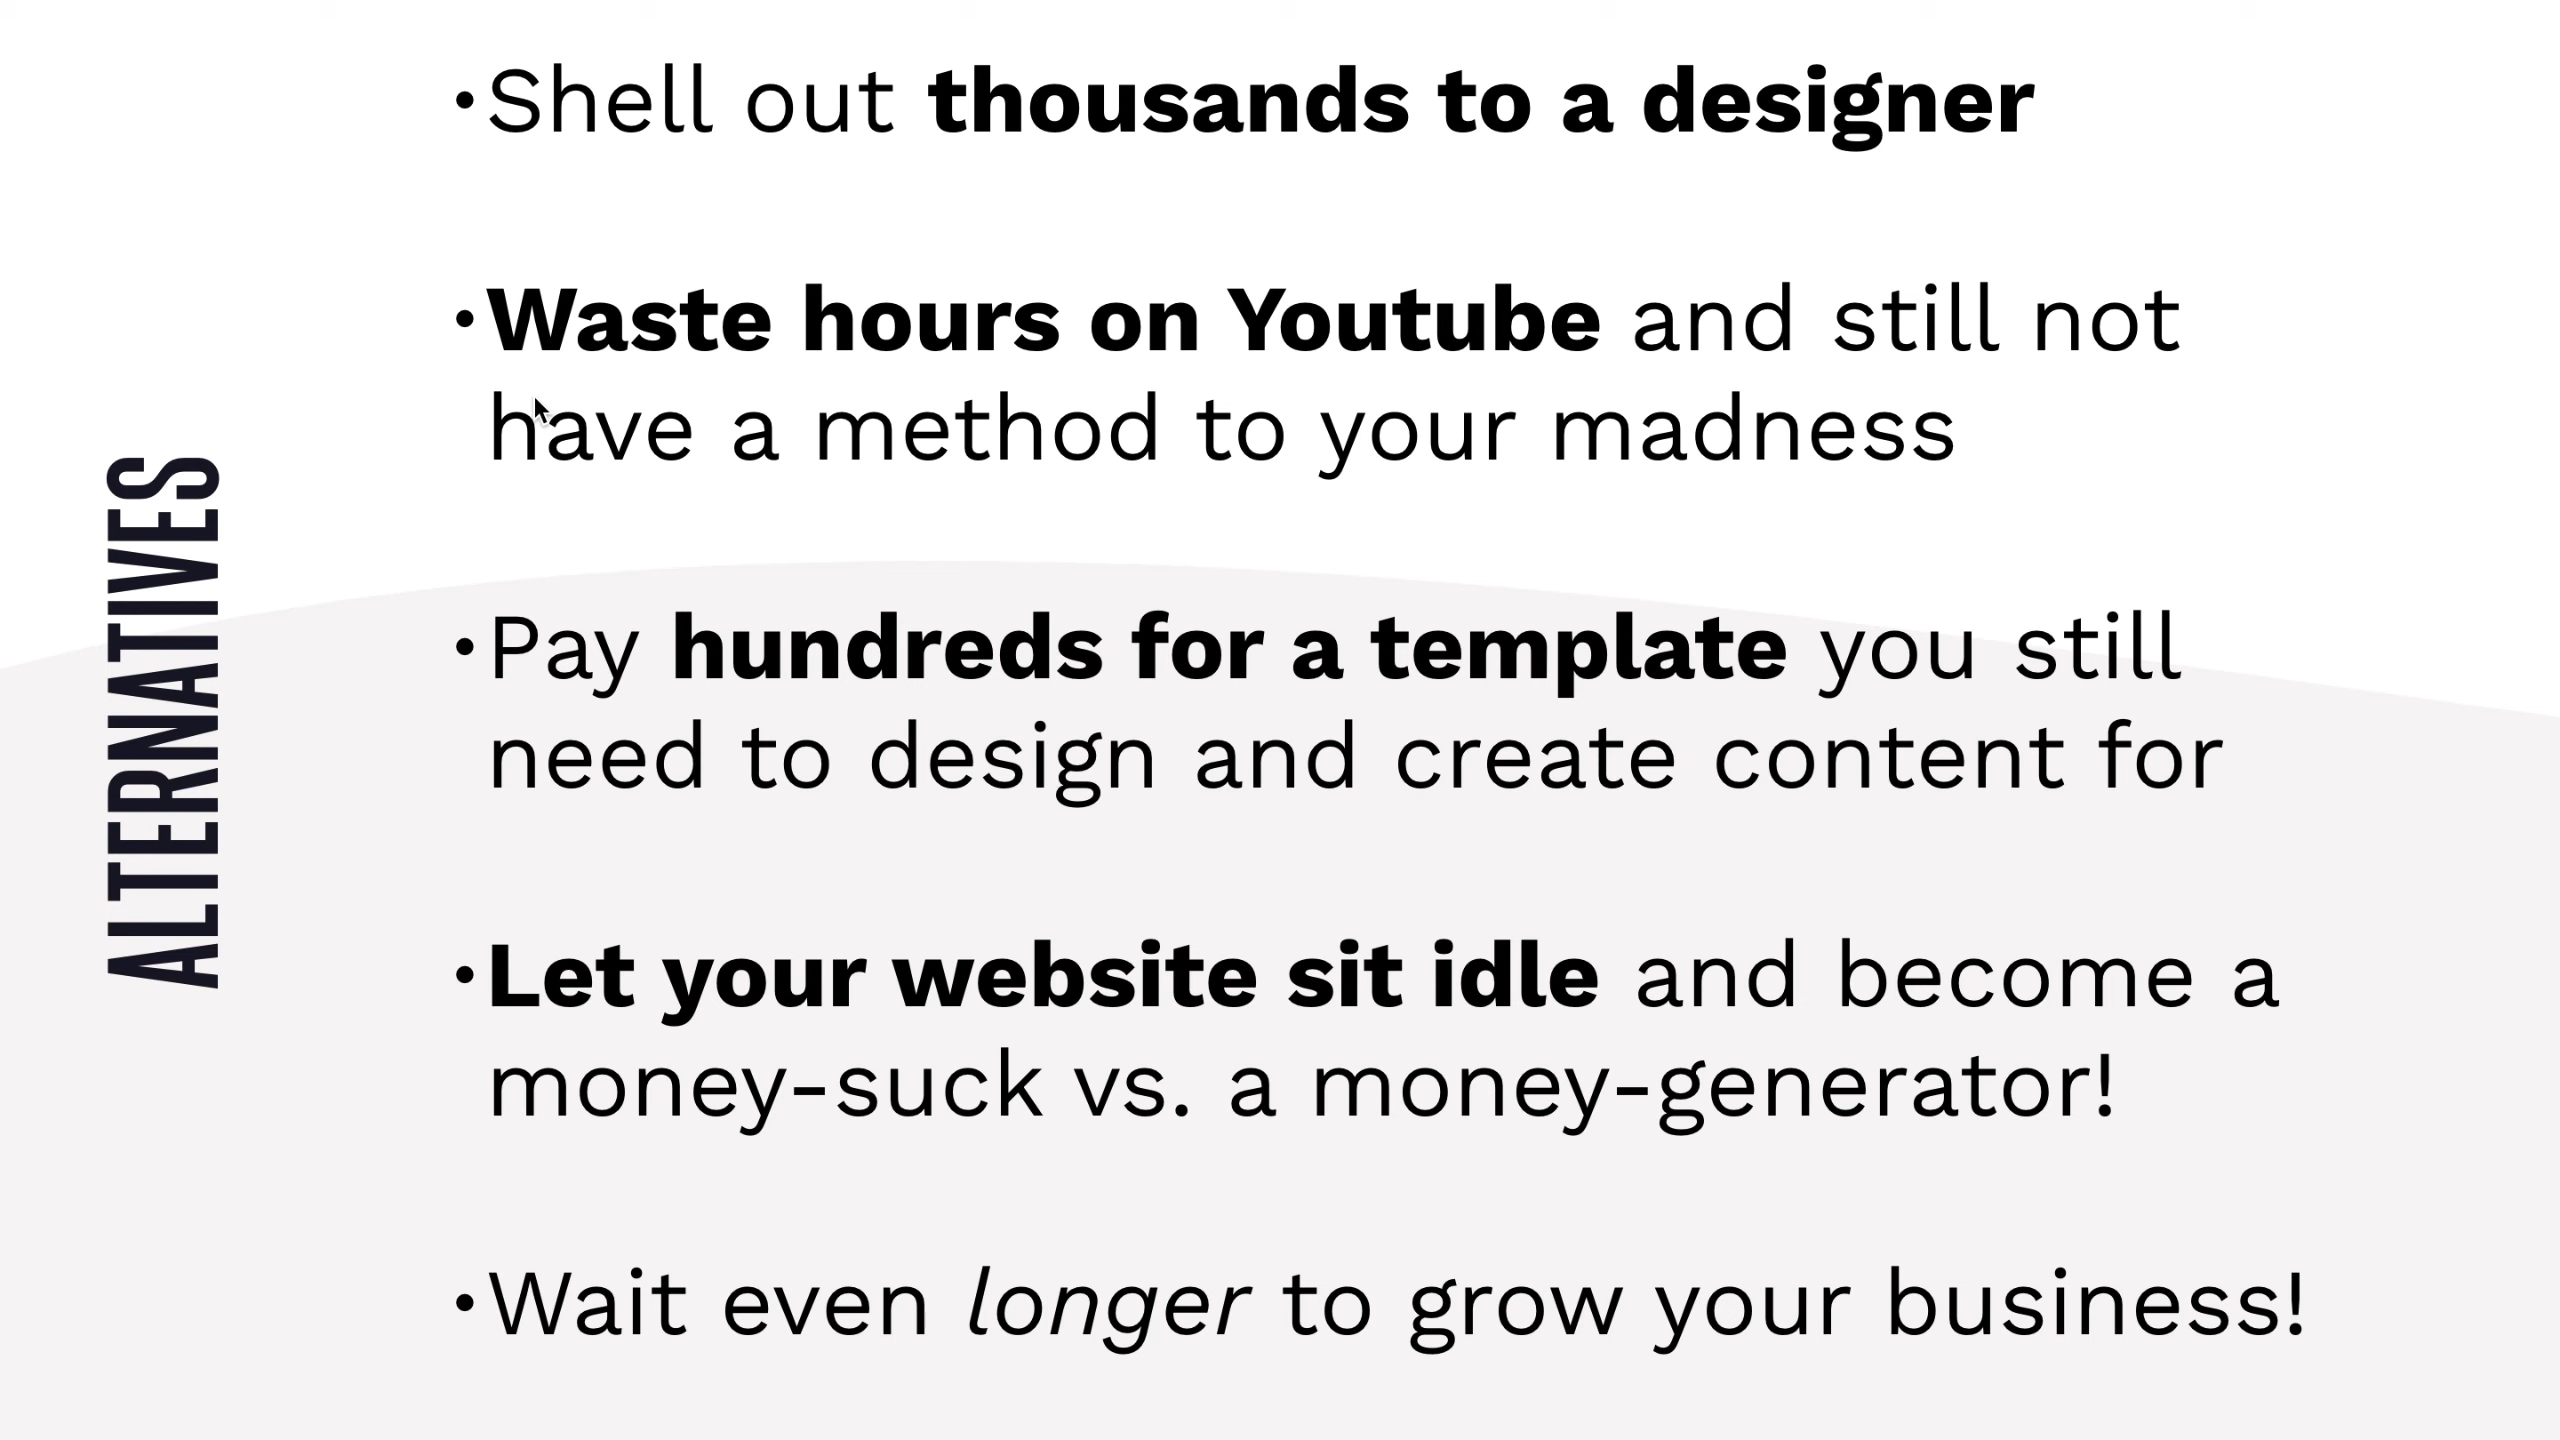 ALTERNATIVES
•Shell out thousands to a designer
•Waste hours on Youtube and still not
have a method to your madness
•Pay hundreds for a template you still
need to design and create content for
•Let your website sit idle and become a
money-suck vs. a money-generator!
•Wait even longer to grow your business!